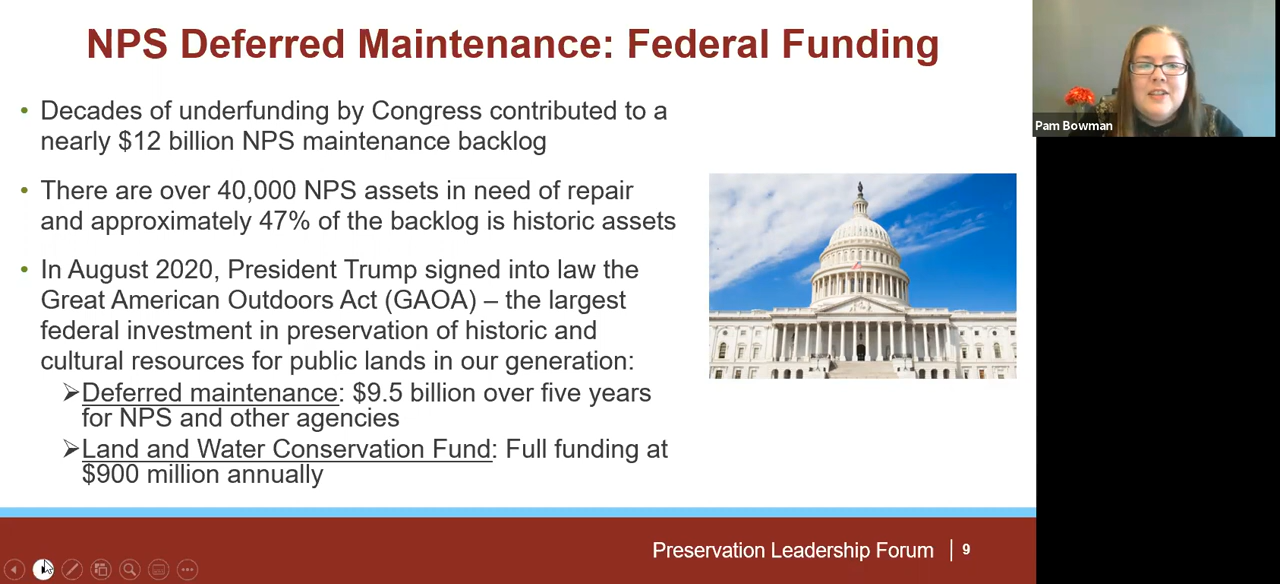 NPS Deferred Maintenance: Federal Funding
• Decades of underfunding by Congress contributed to a
nearly $12 billion NPS maintenance backlog
• There are over 40,000 NPS assets in need of repair
and approximately 47% of the backlog is historic assets
• In August 2020, President Trump signed into law the
Great American Outdoors Act (GAOA) – the largest
federal investment in preservation of historic and
cultural resources for public lands in our generation:
➢Deferred maintenance: $9.5 billion over five years
for NPS and other agencies
➢Land and Water Conservation Fund: Full funding at
$900 million annually
Preservation Leadership Forum | 9
Pam Bowman